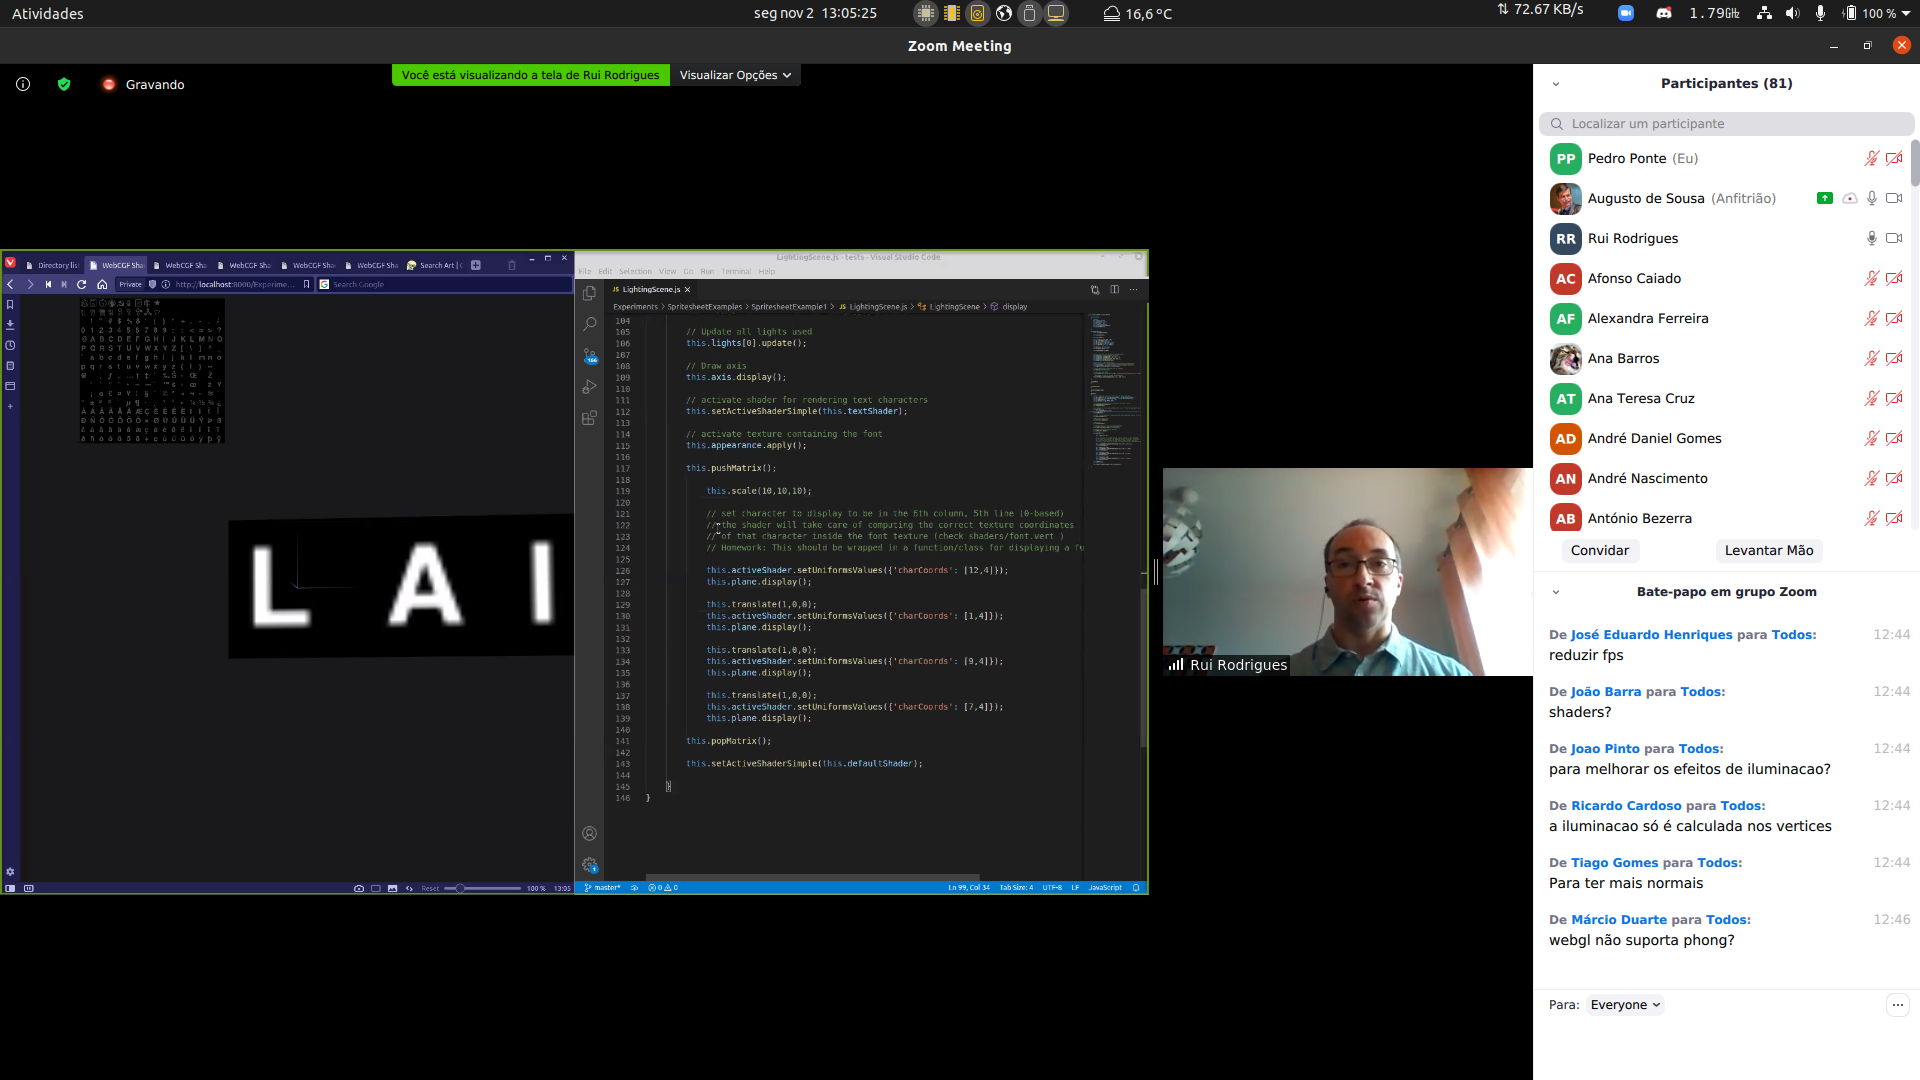 Atividades
seg nov 2 13:05:25
16,6 °C
72.67 KB/s
1.79GHz
100 %
Zoom Meeting
Gravando
Você está visualizando a tela de Rui Rodrigues
Visualizar Opções
Directory lis
WebCGF Sha
WebCGF Sha
WebCGF Sha
WebCGF Sha
WebCGF Sha
Search Art | 
Private
http://localhost:8000/Experime...
Search Google
L A I
Reset
100 %
13:05
LightingScene.js - tests - Visual Studio Code
File Edit Selection View Go Run Terminal Help
JS LightingScene.js
Experiments > SpritesheetExamples > SpritesheetExample1 > JS LightingScene.js > LightingScene > display
104
105 // Update all lights used
106 this.lights[0].update();
107
108 // Draw axis
109 this.axis.display();
110
111 // activate shader for rendering text characters
112 this.setActiveShaderSimple(this.textShader);
113
114 // activate texture containing the font
115 this.appearance.apply();
116
117 this.pushMatrix();
118
119 this.scale(10,10,10);
120
121 // set character to display to be in the 6th column, 5th line (0-based)
122 // the shader will take care of computing the correct texture coordinates
123 // of that character inside the font texture (check shaders/font.vert )
124 // Homework: This should be wrapped in a function/class for displaying a fu
125
126 this.activeShader.setUniformsValues({'charCoords': [12,4]});
127 this.plane.display();
128
129 this.translate(1,0,0);
130 this.activeShader.setUniformsValues({'charCoords': [1,4]});
131 this.plane.display();
132
133 this.translate(1,0,0);
134 this.activeShader.setUniformsValues({'charCoords': [9,4]});
135 this.plane.display();
136
137 this.translate(1,0,0);
138 this.activeShader.setUniformsValues({'charCoords': [7,4]});
139 this.plane.display();
140
141 this.popMatrix();
142
143 this.setActiveShaderSimple(this.defaultShader);
144
145 }
146 }
166
1
master*
0 0
Ln 99, Col 34 Tab Size: 4 UTF-8 LF JavaScript
Rui Rodrigues
Participantes (81)
Localizar um participante
PP Pedro Ponte (Eu)
Augusto de Sousa (Anfitrião)
RR Rui Rodrigues
AC Afonso Caiado
AF Alexandra Ferreira
Ana Barros
AT Ana Teresa Cruz
AD André Daniel Gomes
AN André Nascimento
AB António Bezerra
Convidar
Levantar Mão
Bate-papo em grupo Zoom
De José Eduardo Henriques para Todos: 12:44
reduzir fps
De João Barra para Todos: 12:44
shaders?
De Joao Pinto para Todos: 12:44
para melhorar os efeitos de iluminacao?
De Ricardo Cardoso para Todos: 12:44
a iluminacao só é calculada nos vertices
De Tiago Gomes para Todos: 12:44
Para ter mais normais
De Márcio Duarte para Todos: 12:46
webgl não suporta phong?
Para: Everyone